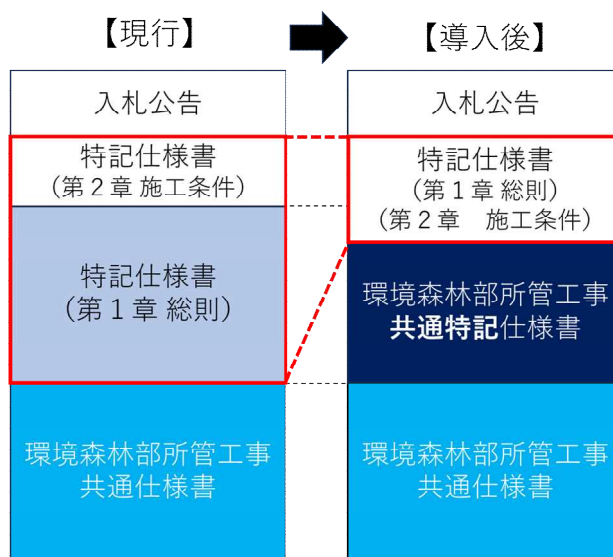 【現行】
入札公告
特記仕様書
(第２章 施工条件)
特記仕様書
(第１章 総則)
環境森林部所管工事
共通仕様書
【導入後】
入札公告
特記仕様書
(第１章 総則)
(第２章　施工条件)
環境森林部所管工事
共通特記仕様書
環境森林部所管工事
共通仕様書